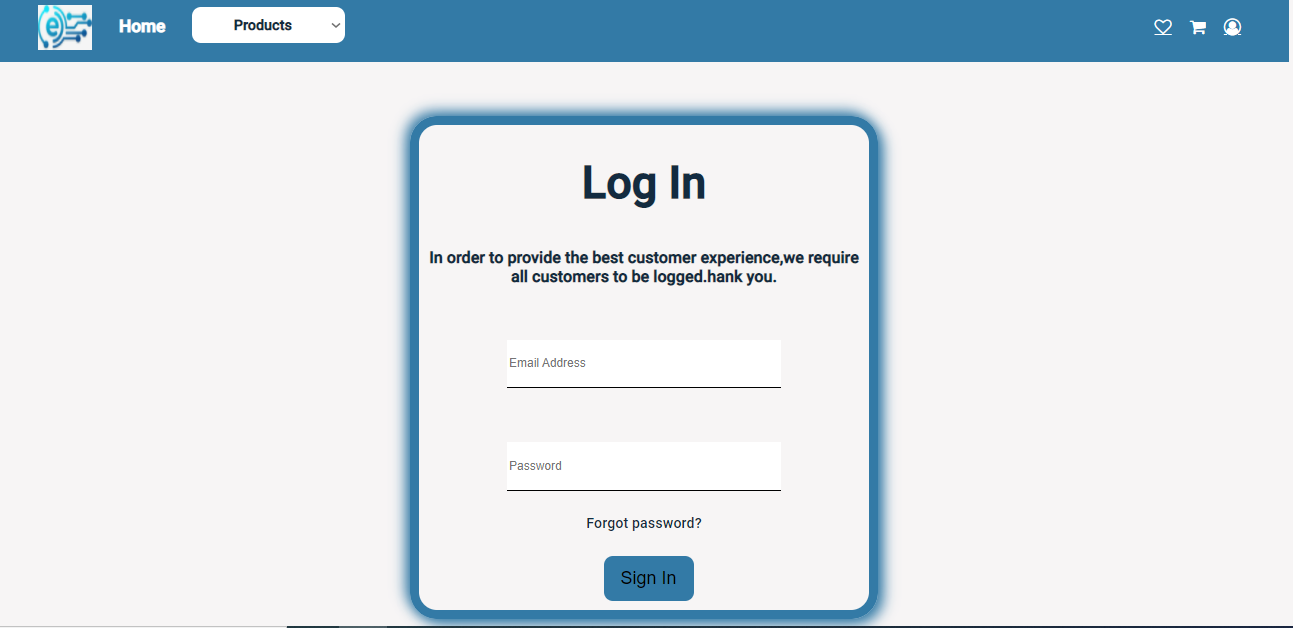 e
Home
Products
Log In
In order to provide the best customer experience,we require
all customers to be logged.hank you.
Email Address
Password
Forgot password?
Sign In